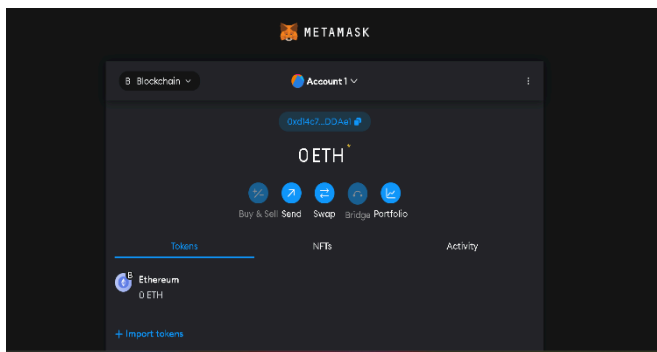 METAMASK
B Blockchain
Account 1
0xd14c7...DDAe1
0 ETH
Buy & Sell Send Swap Bridge Portfolio
Tokens NFTs Activity
B
Ethereum
0 ETH
+ Import tokens